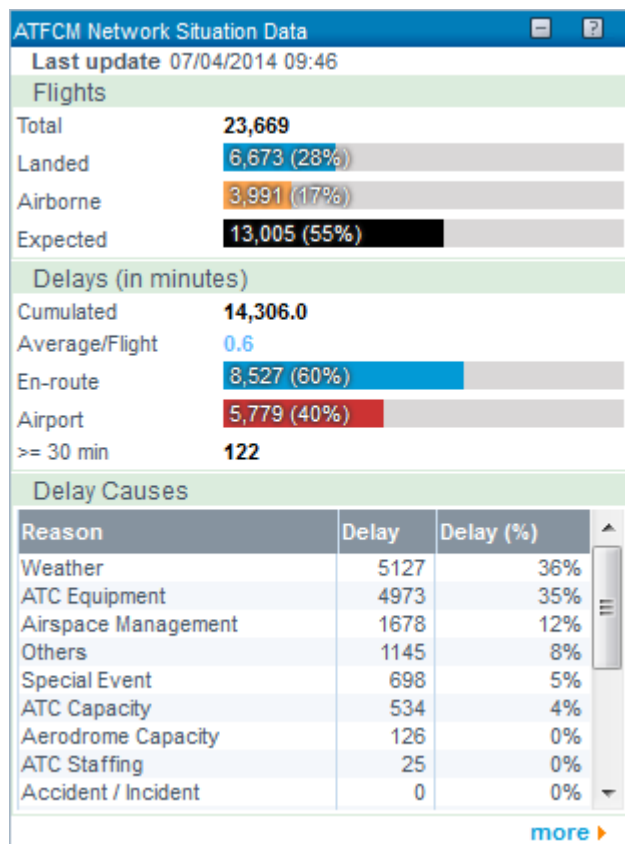 ATFCM Network Situation Data
Last update 07/04/2014 09:46
Flights
Total 23,669
Landed 6,673 (28%)
Airborne 3,991 (17%)
Expected 13,005 (55%)
Delays (in minutes)
Cumulated 14,306.0
Average/Flight 0.6
En-route 8,527 (60%)
Airport 5,779 (40%)
>= 30 min 122
Delay Causes
Reason Delay Delay (%)
Weather 5127 36%
ATC Equipment 4973 35%
Airspace Management 1678 12%
Others 1145 8%
Special Event 698 5%
ATC Capacity 534 4%
Aerodrome Capacity 126 0%
ATC Staffing 25 0%
Accident / Incident 0 0%
more